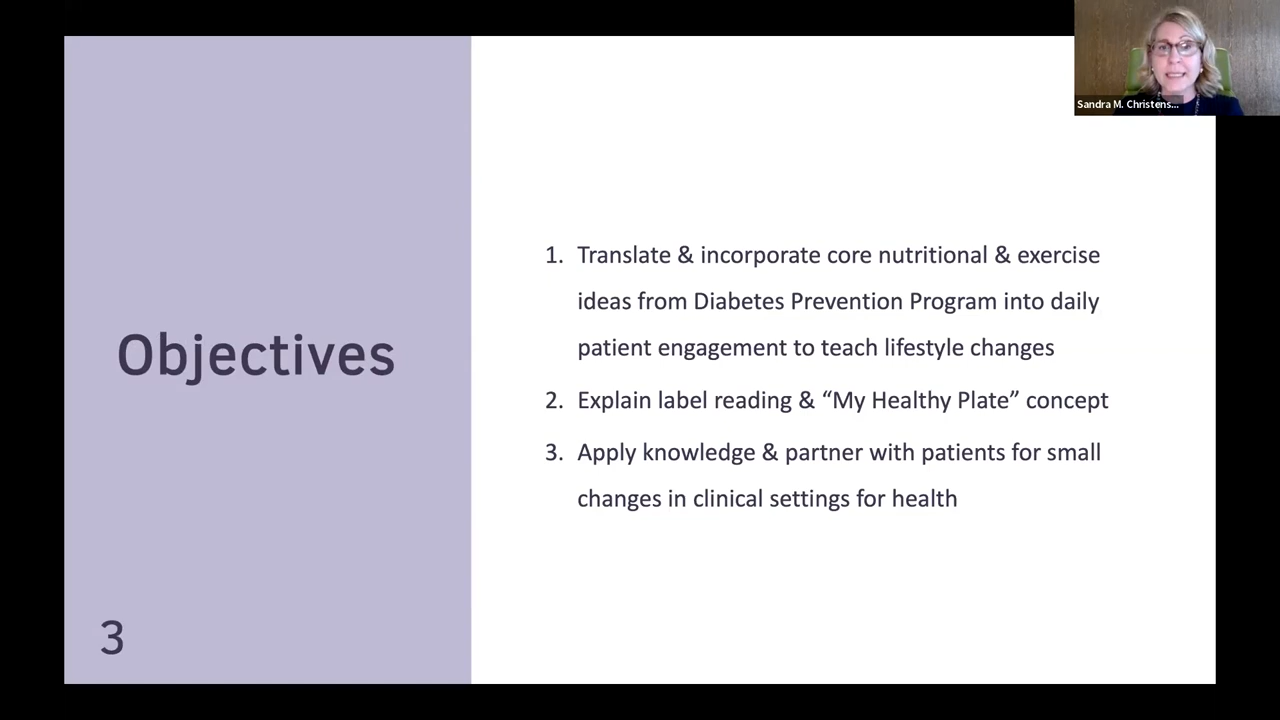 Sandra M. Christens...
Objectives
1. Translate & incorporate core nutritional & exercise
ideas from Diabetes Prevention Program into daily
patient engagement to teach lifestyle changes
2. Explain label reading & “My Healthy Plate” concept
3. Apply knowledge & partner with patients for small
changes in clinical settings for health
3